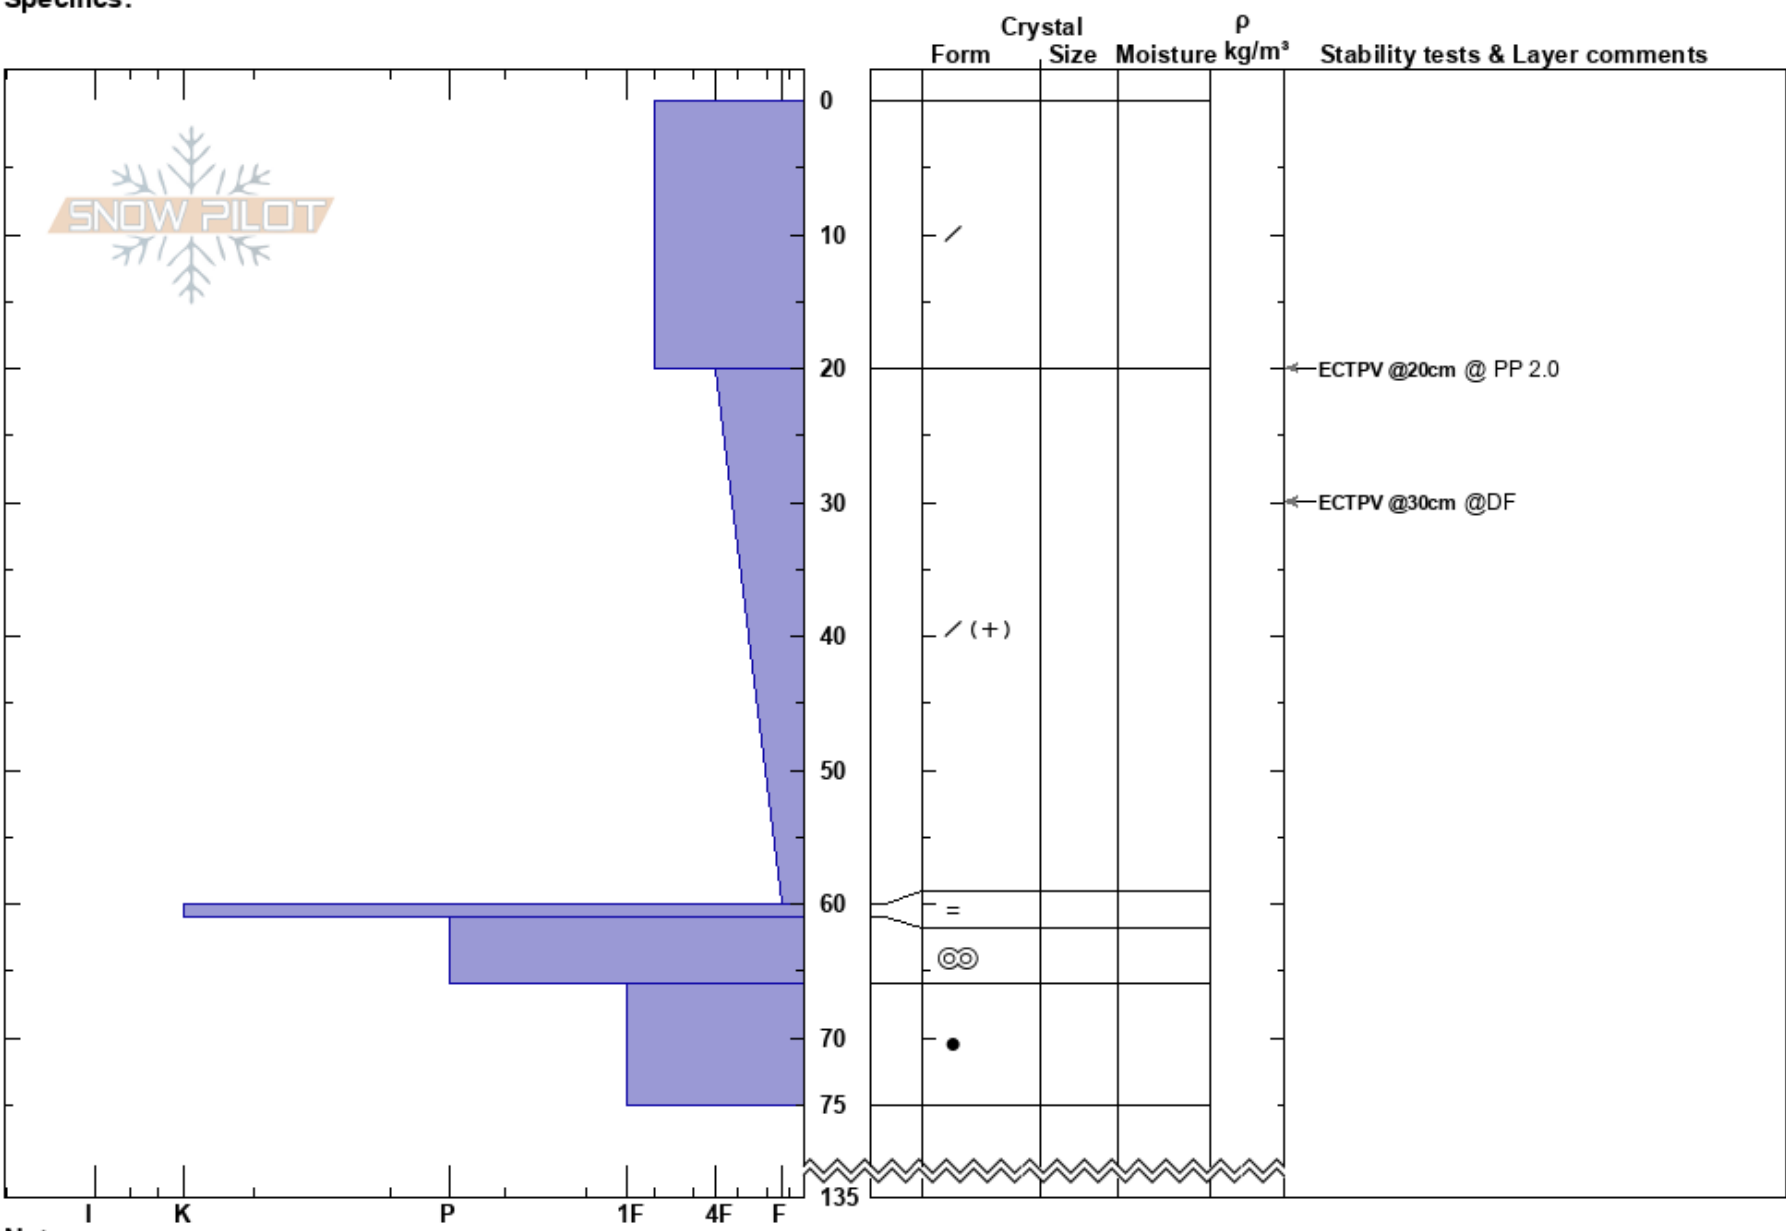 Specifics:
Crystal
ρ
Form Size Moisture kg/m³ Stability tests & Layer comments
0
SNOW PILOT
10
20 ECTPV @20cm @ PP 2.0
30 ECTPV @30cm @DF
40 (+)
50
60 =
70
75
135
I K P 1F 4F F